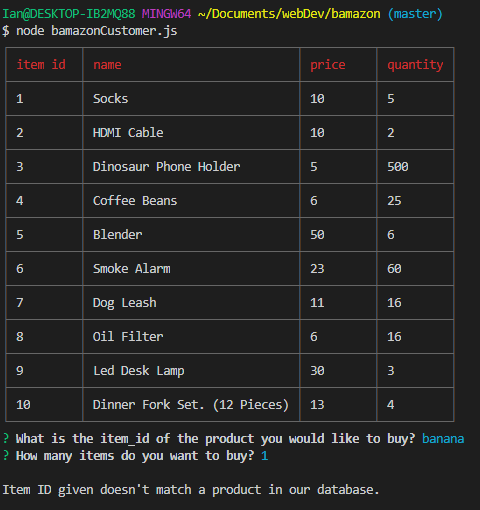 Ian@DESKTOP-IB2MQ88 MINGW64 ~/Documents/webDev/bamazon (master)
$ node bamazonCustomer.js
item id name price quantity
1 Socks 10 5
2 HDMI Cable 10 2
3 Dinosaur Phone Holder 5 500
4 Coffee Beans 6 25
5 Blender 50 6
6 Smoke Alarm 23 60
7 Dog Leash 11 16
8 Oil Filter 6 16
9 Led Desk Lamp 30 3
10 Dinner Fork Set. (12 Pieces) 13 4
? What is the item_id of the product you would like to buy? banana
? How many items do you want to buy? 1
Item ID given doesn't match a product in our database.